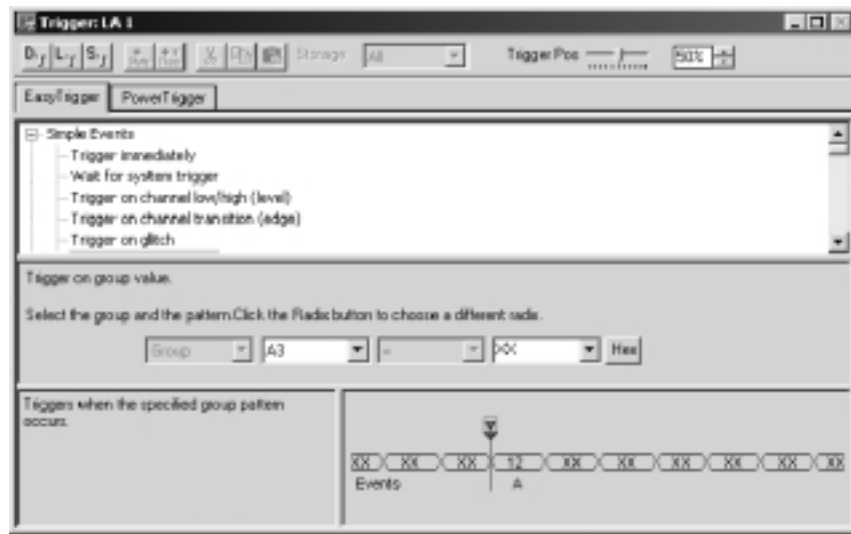 Trigger: LA 1
Storage All Trigger Pos 50%
EasyTrigger PowerTrigger
Simple Events
Trigger immediately
Wait for system trigger
Trigger on channel low/high (level)
Trigger on channel transition (edge)
Trigger on glitch
Trigger on group value.
Select the group and the pattern.Click the Radix button to choose a different radix.
Group A3 = XX Hex
Triggers when the specified group pattern
occurs.
XX XX XX 12 XX XX XX XX XX XX
Events A